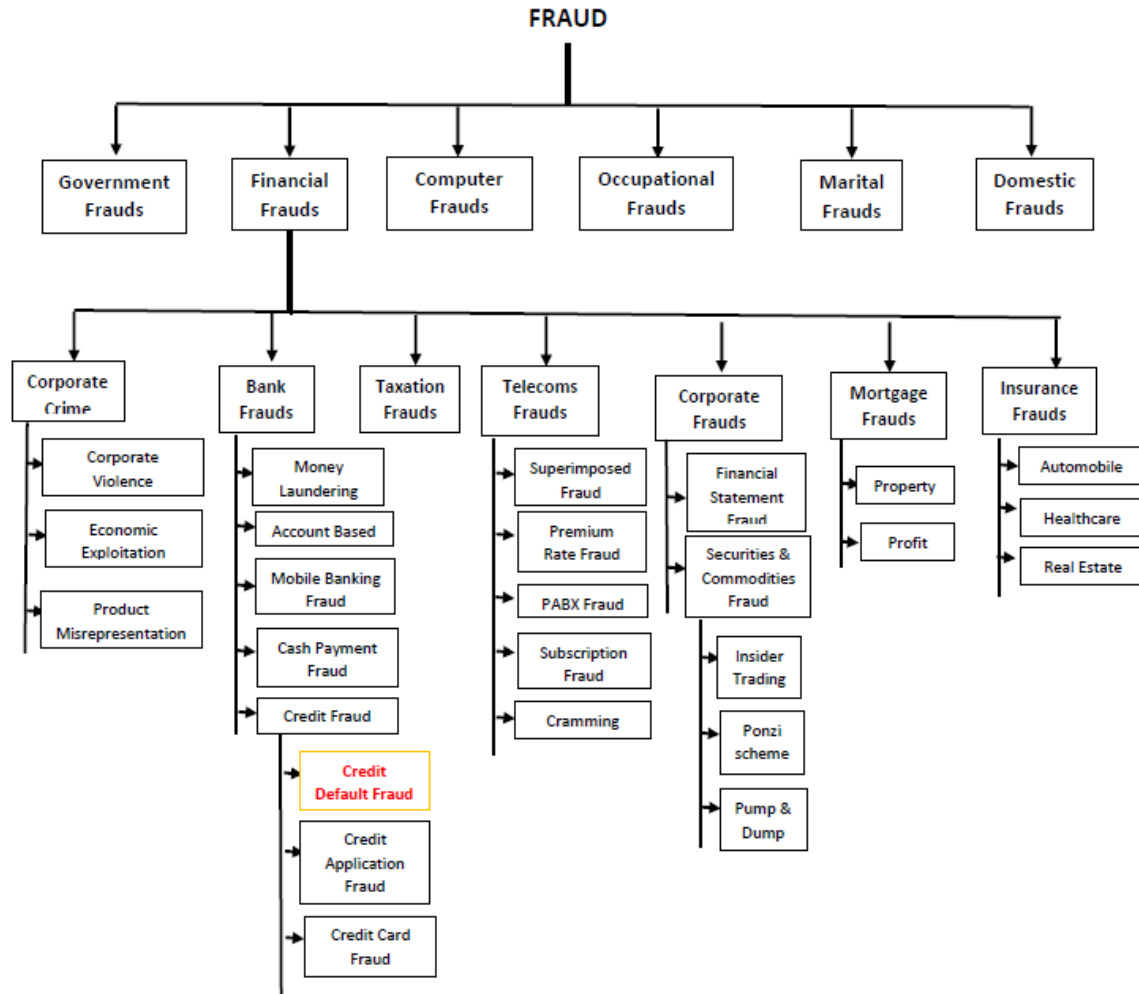 FRAUD
Government
Frauds
Financial
Frauds
Computer
Frauds
Occupational
Frauds
Marital
Frauds
Domestic
Frauds
Corporate
Crime
Corporate
Violence
Economic
Exploitation
Product
Misrepresentation
Bank
Frauds
Money
Laundering
Account Based
Mobile Banking
Fraud
Cash Payment
Fraud
Credit Fraud
Credit
Default Fraud
Credit
Application
Fraud
Credit Card
Fraud
Taxation
Frauds
Telecoms
Frauds
Superimposed
Fraud
Premium
Rate Fraud
PABX Fraud
Subscription
Fraud
Cramming
Corporate
Frauds
Financial
Statement
Fraud
Securities &
Commodities
Fraud
Insider
Trading
Ponzi
scheme
Pump &
Dump
Mortgage
Frauds
Property
Profit
Insurance
Frauds
Automobile
Healthcare
Real Estate